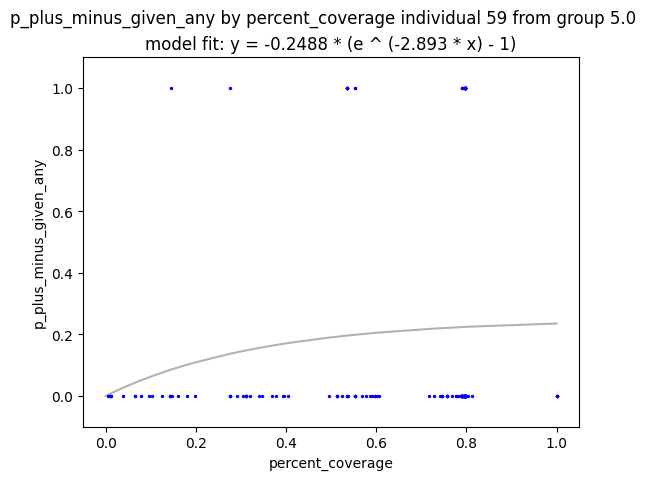 p_plus_minus_given_any by percent_coverage individual 59 from group 5.0
model fit: y = -0.2488 * (e ^ (-2.893 * x) - 1)
1.0
0.8
0.6
0.4
0.2
0.0
p_plus_minus_given_any
0.0 0.2 0.4 0.6 0.8 1.0
percent_coverage